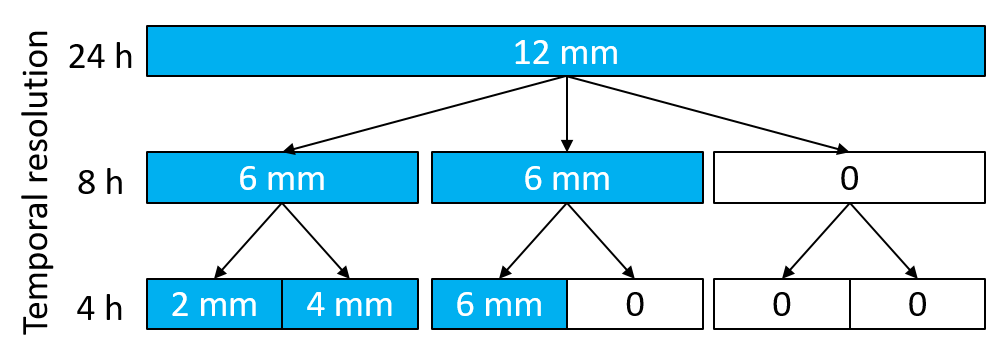 Temporal resolution
24 h
12 mm
8 h
6 mm
6 mm
0
4 h
2 mm
4 mm
6 mm
0
0
0